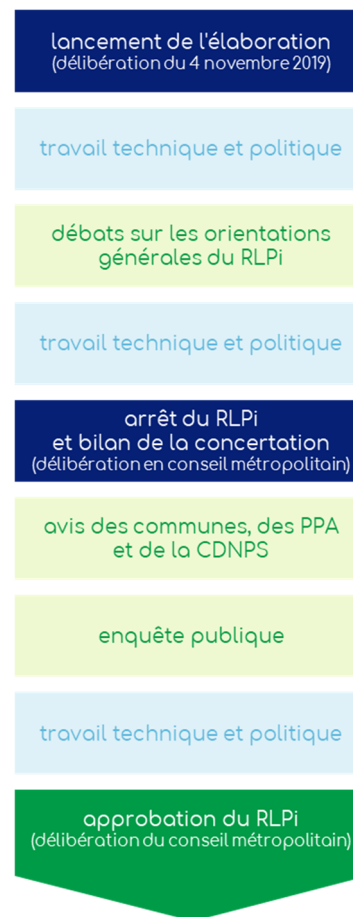 lancement de l'élaboration
(délibération du 4 novembre 2019)
travail technique et politique
débats sur les orientations
générales du RLPi
travail technique et politique
arrêt du RLPi
et bilan de la concertation
(délibération en conseil métropolitain)
avis des communes, des PPA
et de la CDNPS
enquête publique
travail technique et politique
approbation du RLPi
(délibération du conseil métropolitain)